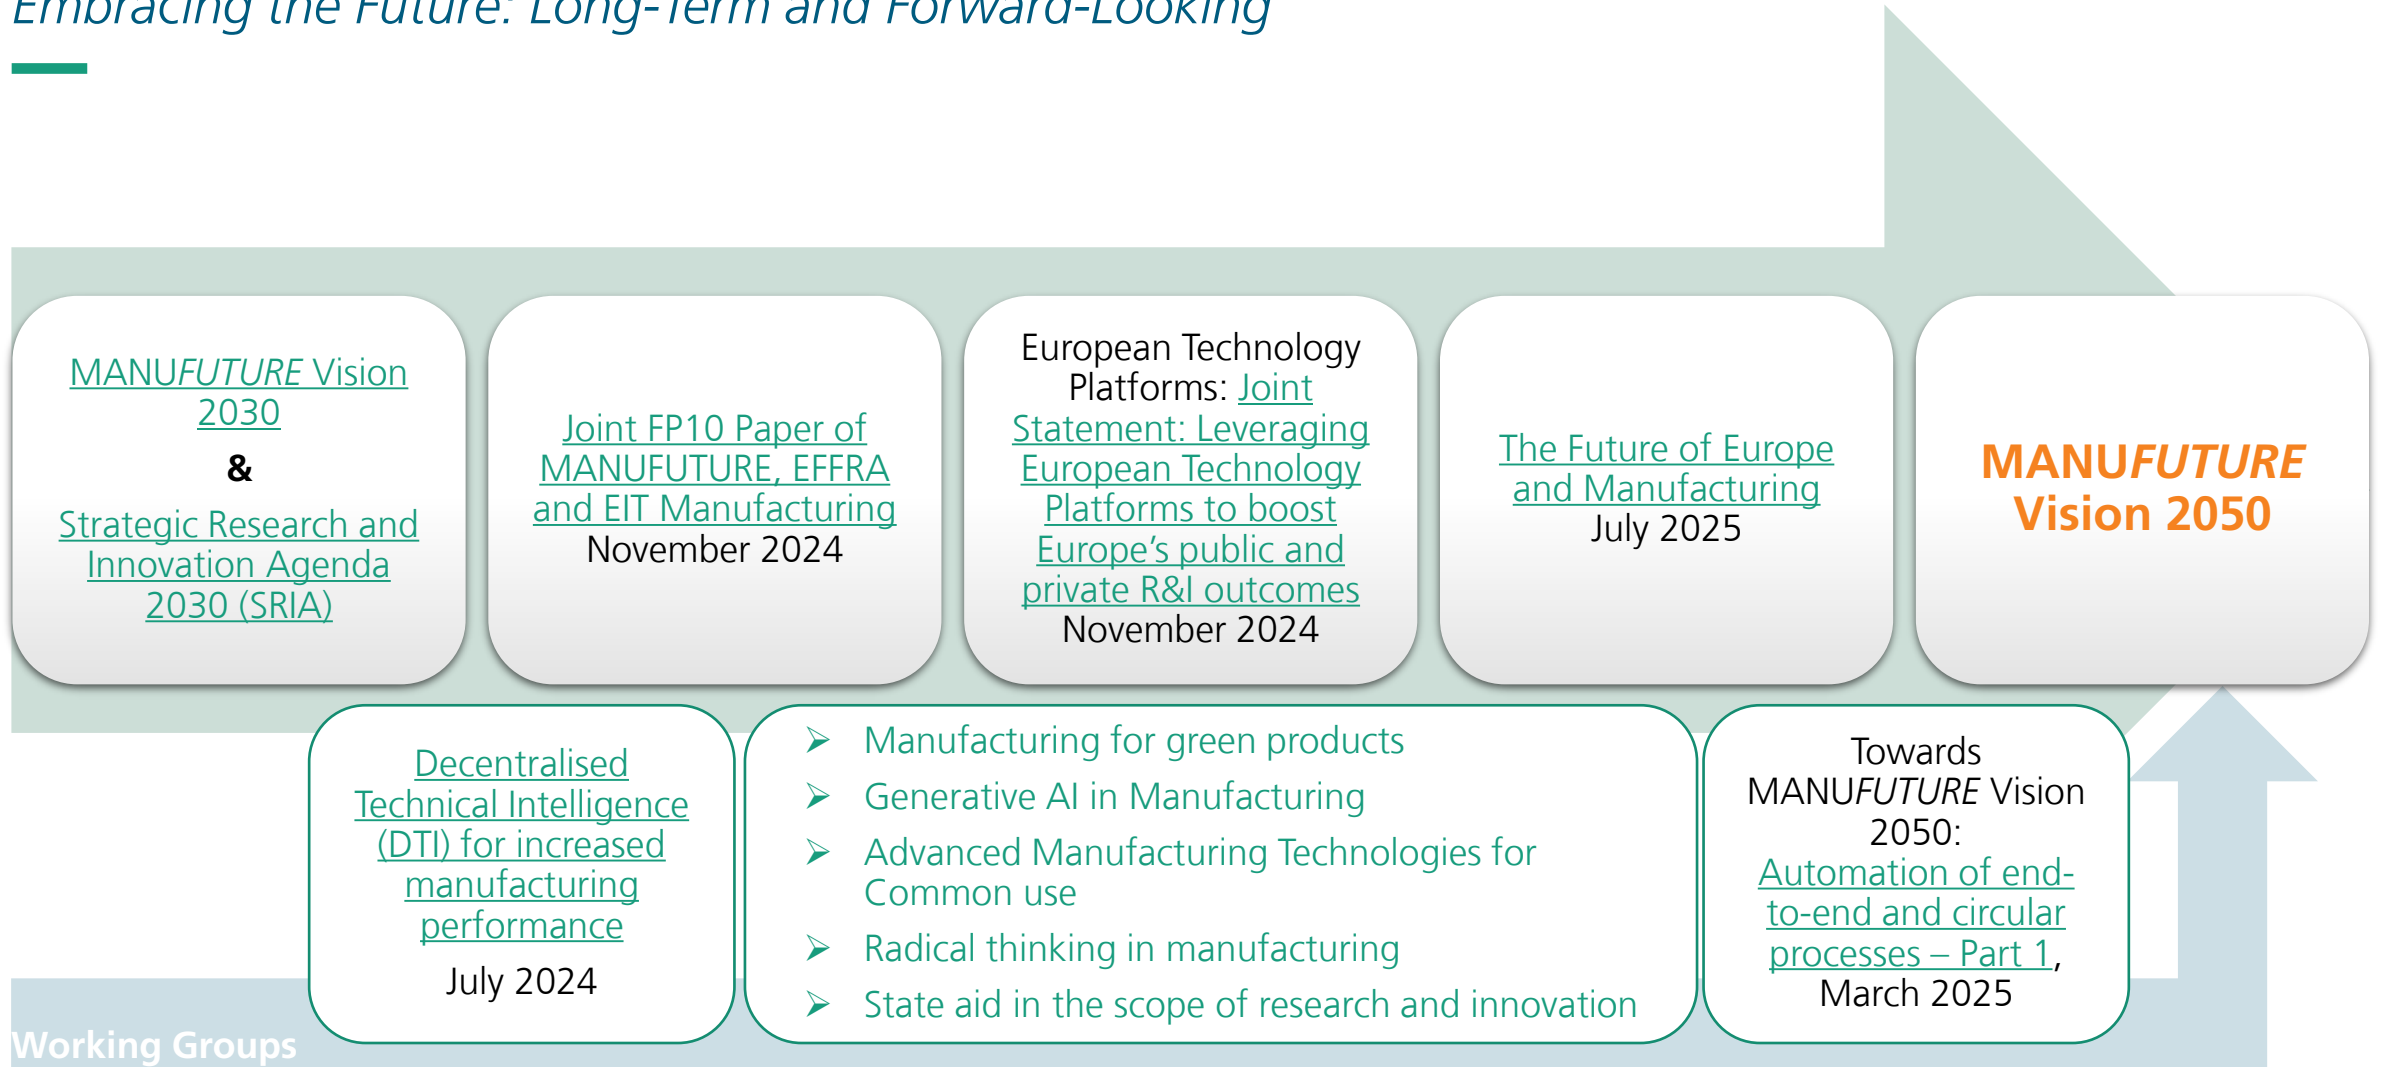 Embracing the Future: Long-Term and Forward-Looking
MANUFUTURE Vision
2030
&
Strategic Research and
Innovation Agenda
2030 (SRIA)
Joint FP10 Paper of
MANUFUTURE, EFFRA
and EIT Manufacturing
November 2024
European Technology
Platforms: Joint
Statement: Leveraging
European Technology
Platforms to boost
Europe’s public and
private R&I outcomes
November 2024
The Future of Europe
and Manufacturing
July 2025
MANUFUTURE
Vision 2050
Decentralised
Technical Intelligence
(DTI) for increased
manufacturing
performance
July 2024
➢ Manufacturing for green products
➢ Generative AI in Manufacturing
➢ Advanced Manufacturing Technologies for
Common use
➢ Radical thinking in manufacturing
➢ State aid in the scope of research and innovation
Towards
MANUFUTURE Vision
2050:
Automation of end-
to-end and circular
processes – Part 1,
March 2025
Working Groups